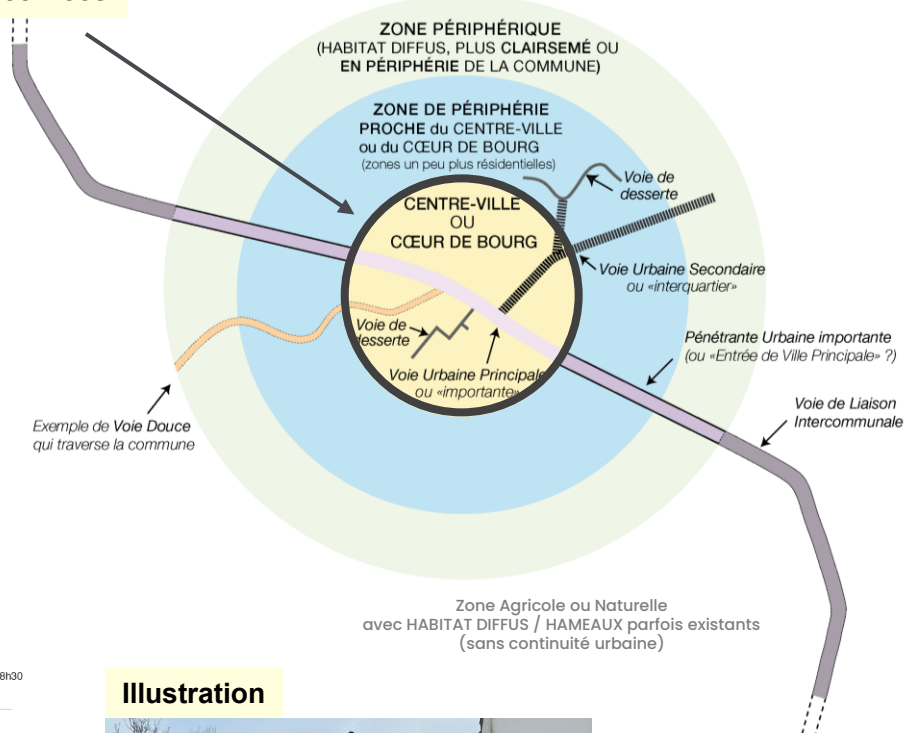 ZONE PÉRIPHÉRIQUE
(HABITAT DIFFUS, PLUS CLAIRSEMÉ OU
EN PÉRIPHÉRIE DE LA COMMUNE)
ZONE DE PÉRIPHÉRIE
PROCHE du CENTRE-VILLE
ou du CŒUR DE BOURG
(zones un peu plus résidentielles)
Voie de
desserte
CENTRE-VILLE
OU
CŒUR DE BOURG
Voie Urbaine Secondaire
ou «interquartier»
Voie de
desserte
Voie Urbaine Principale
ou «importante»
Pénétrante Urbaine importante
(ou «Entrée de Ville Principale» ?)
Voie de Liaison
Intercommunale
Exemple de Voie Douce
qui traverse la commune
Zone Agricole ou Naturelle
avec HABITAT DIFFUS / HAMEAUX parfois existants
(sans continuité urbaine)
8h30
Illustration